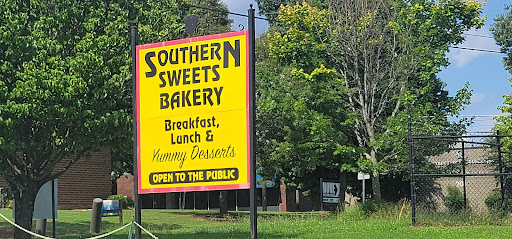 SOUTHERN
SWEETS
BAKERY
Breakfast,
Lunch &
Yummy Desserts
OPEN TO THE PUBLIC